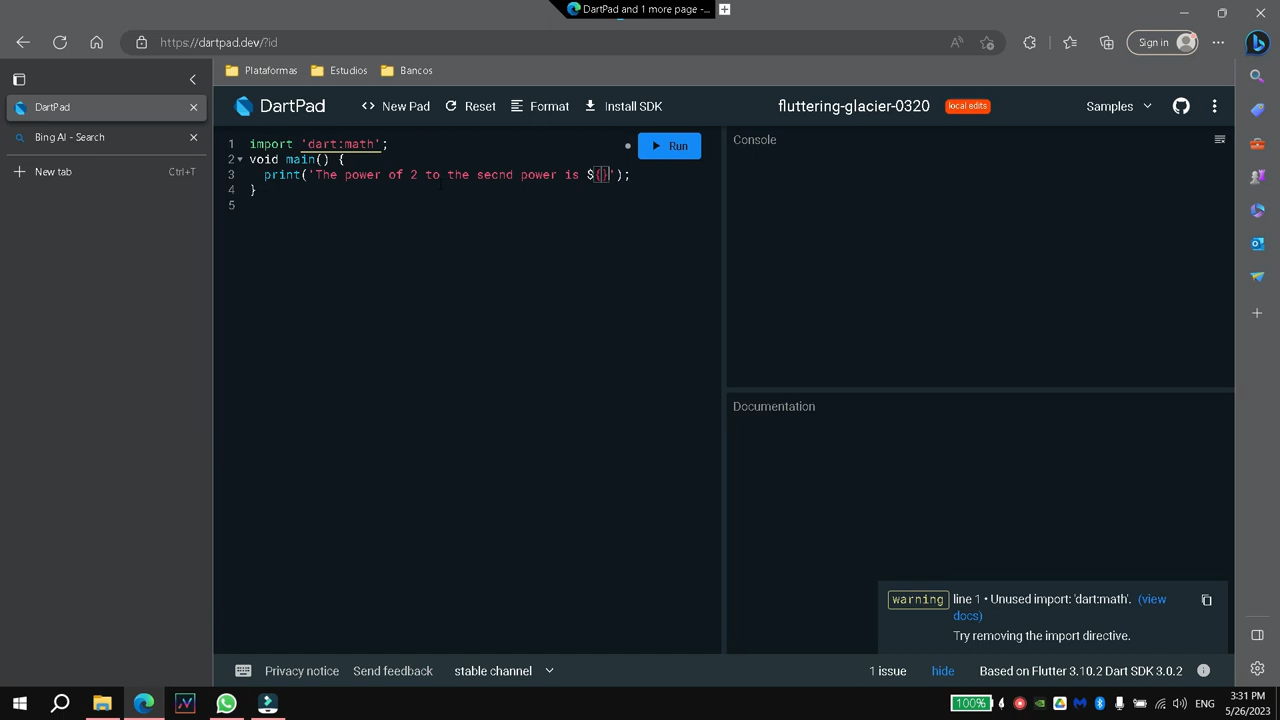 DartPad and 1 more page -...
https://dartpad.dev/?id
Sign in
Plataformas Estudios Bancos
DartPad
Bing AI - Search
New tab Ctrl+T
DartPad <> New Pad Reset Format Install SDK fluttering-glacier-0320 local edits Samples
1 import 'dart:math';
2 void main() {
3 print('The power of 2 to the secnd power is ${}');
4 }
5
Run
Console
Documentation
warning line 1 • Unused import: 'dart:math'. (view
docs)
Try removing the import directive.
Privacy notice Send feedback stable channel 1 issue hide Based on Flutter 3.10.2 Dart SDK 3.0.2
100% ENG 3:31 PM
5/26/2023